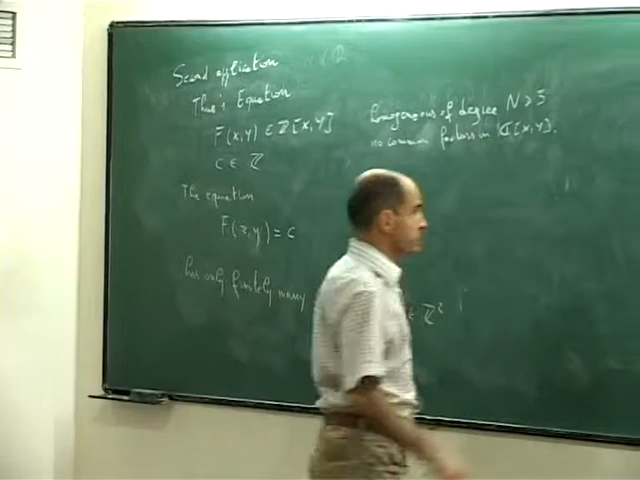 Second application
Thue's Equation
F(X,Y) ∈ ℤ[X,Y] homogeneous of degree N ≥ 3
no common factors in ℂ[X,Y].
c ∈ ℤ
The equation
F(x,y) = c
has only finitely many ∈ ℤ²